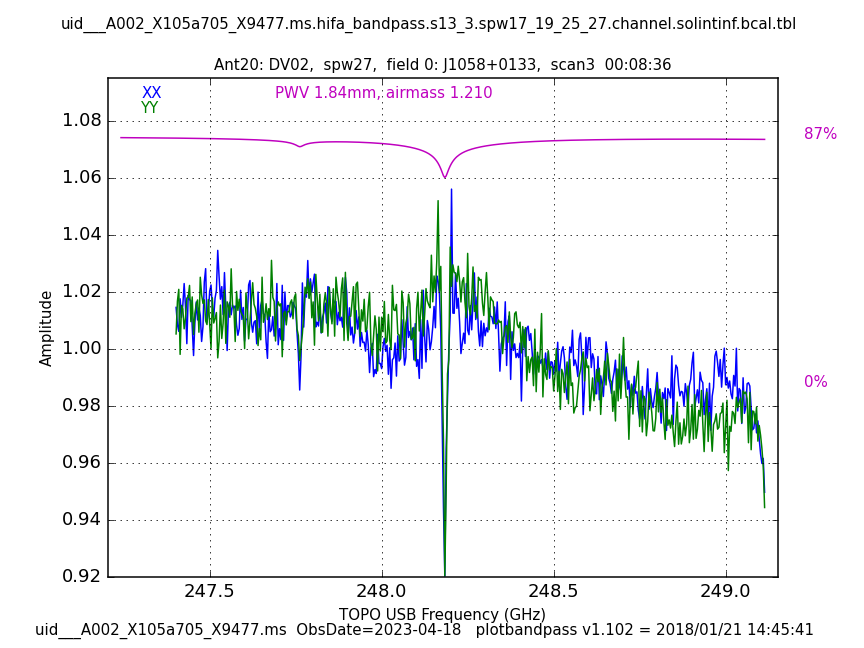 uid___A002_X105a705_X9477.ms.hifa_bandpass.s13_3.spw17_19_25_27.channel.solintinf.bcal.tbl
Ant20: DV02,  spw27,  field 0: J1058+0133,  scan3  00:08:36
XX
PWV 1.84mm, airmass 1.210
YY
1.08
87%
1.06
1.04
1.02
1.00
0%
0.98
0.96
0.94
0.92
Amplitude
247.5 248.0 248.5 249.0
TOPO USB Frequency (GHz)
uid___A002_X105a705_X9477.ms  ObsDate=2023-04-18   plotbandpass v1.102 = 2018/01/21 14:45:41